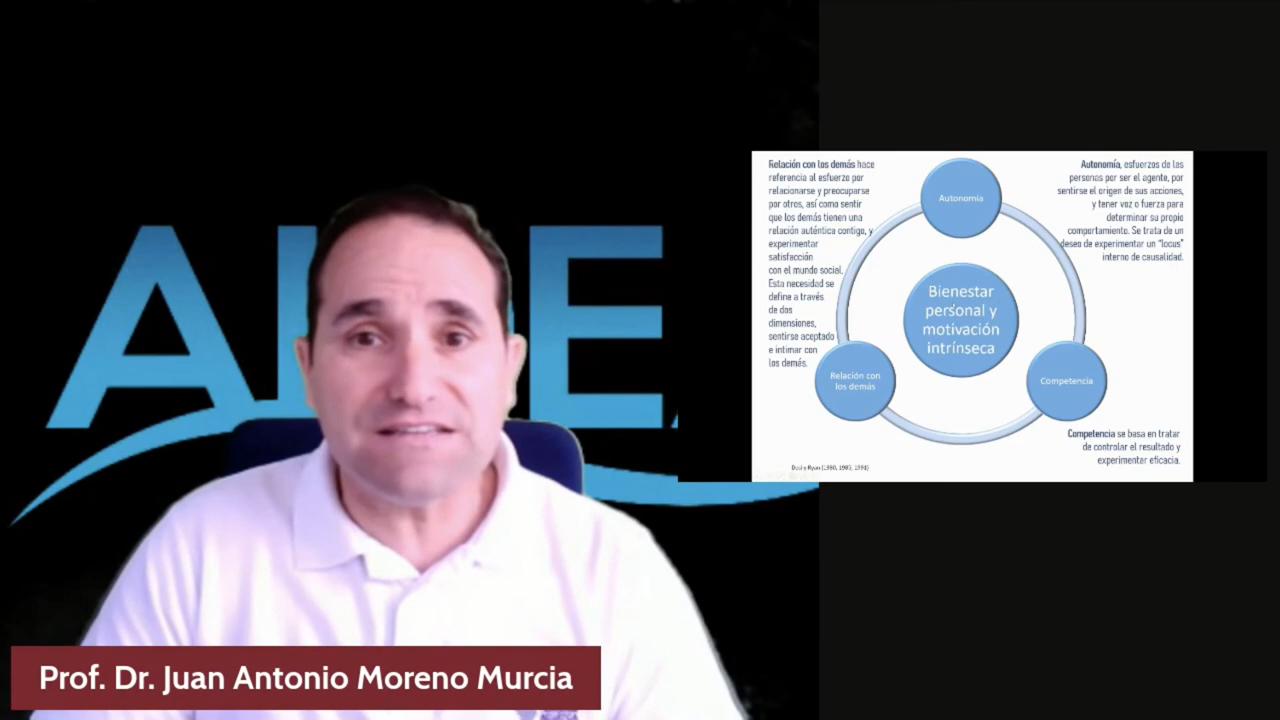 Relación con los demás hace
referencia al esfuerzo por
relacionarse y preocuparse
por otros, así como sentir
que los demás tienen una
relación auténtica contigo, y
experimentar
satisfacción
con el mundo social.
Esta necesidad se
define a través
de dos
dimensiones,
sentirse aceptado
e intimar con
los demás.
Autonomía
Autonomía, esfuerzos de las
personas por ser el agente, por
sentirse el origen de sus acciones,
y tener voz o fuerza para
determinar su propio
comportamiento. Se trata de un
deseo de experimentar un "locus"
interno de causalidad.
Bienestar
personal y
motivación
intrínseca
Relación con
los demás
Competencia
Competencia se basa en tratar
de controlar el resultado y
experimentar eficacia.
Deci y Ryan (1980, 1985, 1991)
Prof. Dr. Juan Antonio Moreno Murcia